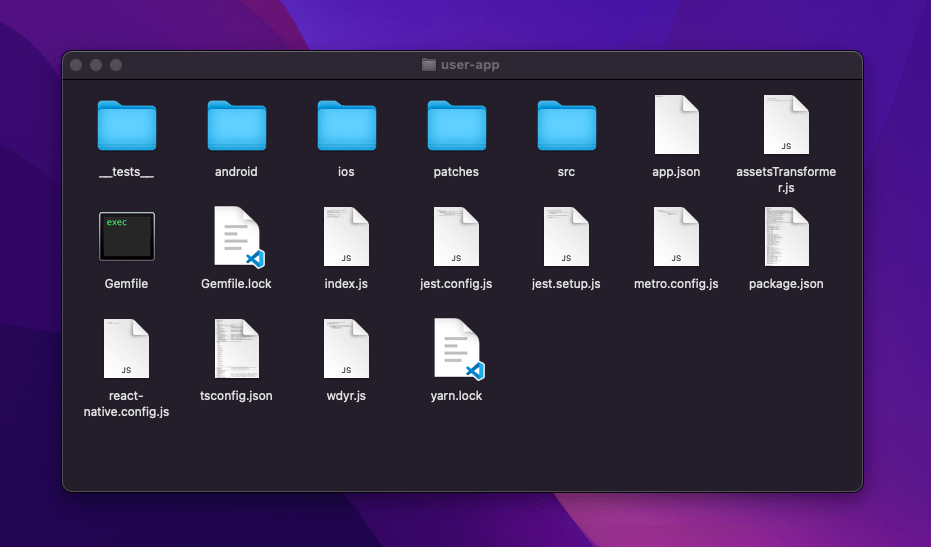 user-app
__tests__
android
ios
patches
src
app.json
JS
assetsTransforme
r.js
exec
Gemfile
Gemfile.lock
JS
index.js
JS
jest.config.js
JS
jest.setup.js
JS
metro.config.js
package.json
JS
react-
native.config.js
tsconfig.json
JS
wdyr.js
yarn.lock